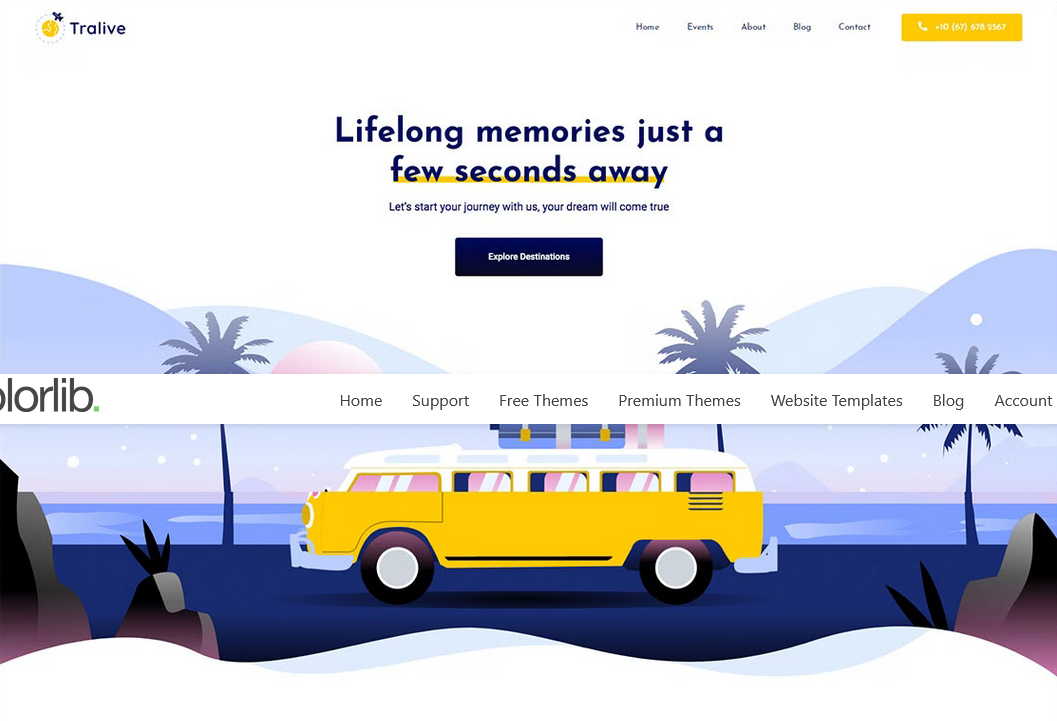 Tralive
Home Events About Blog Contact +10 (67) 678 2567
Lifelong memories just a
few seconds away
Let's start your journey with us, your dream will come true
Explore Destinations
olorlib.
Home Support Free Themes Premium Themes Website Templates Blog Account